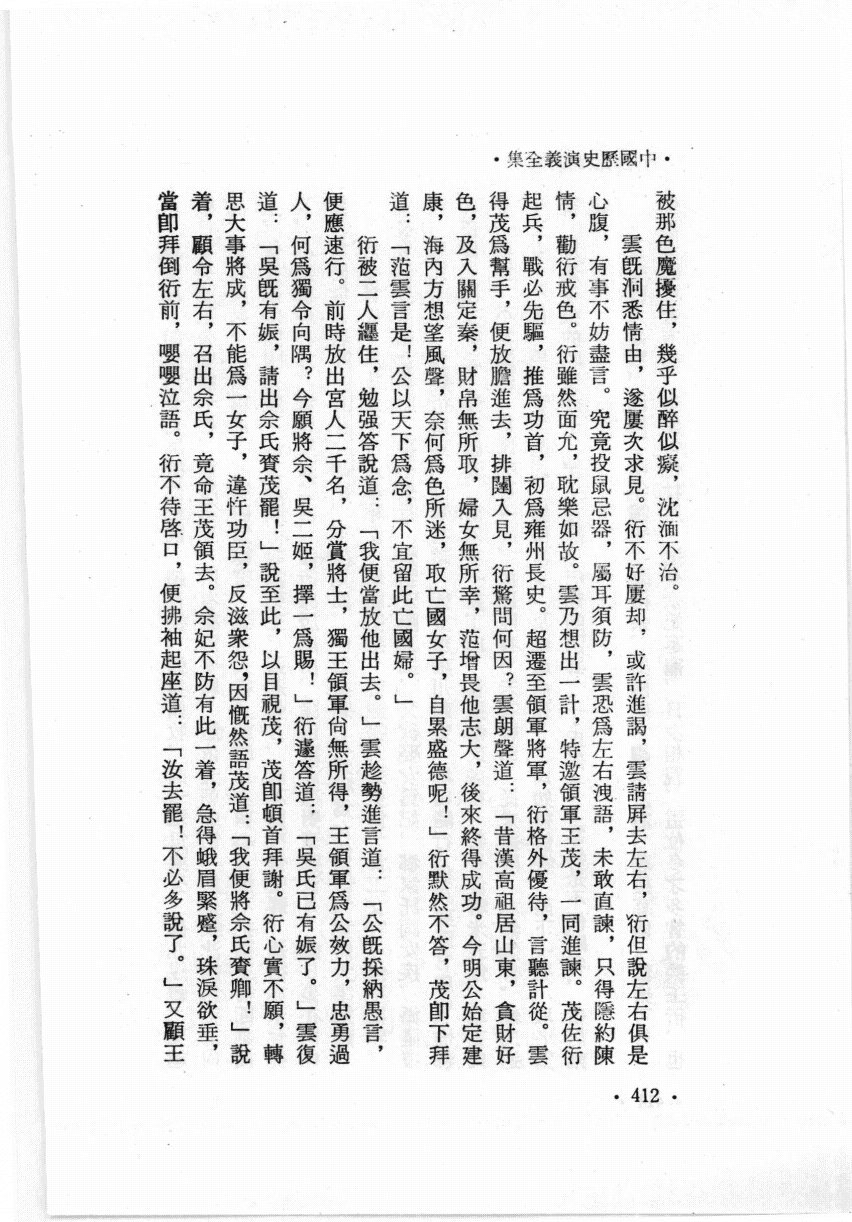 •中國歷史演義全集•
被那色魔擾住，幾乎似醉似癡，沈湎不治。
雲旣洞悉情由，遂屢次求見。衍不好屢却，或許進謁，雲請屏去左右，衍但說左右俱是
心腹，有事不妨盡言。究竟投鼠忌器，屬耳須防，雲恐爲左右洩語，未敢直諫，只得隱約陳
情，勸衍戒色。衍雖然面允，耽樂如故。雲乃想出一計，特邀領軍王茂，一同進諫。茂佐衍
起兵，戰必先驅，推爲功首，初爲雍州長史。超遷至領軍將軍，衍格外優待，言聽計從。雲
得茂爲幫手，便放膽進去，排闥入見，衍驚問何因？雲朗聲道：「昔漢高祖居山東，貪財好
色，及入關定秦，財帛無所取，婦女無所幸，范增畏他志大，後來終得成功。今明公始定建
康，海內方想望風聲，奈何爲色所迷，取亡國女子，自累盛德呢！」衍默然不答，茂卽下拜
道：「范雲言是！公以天下爲念，不宜留此亡國婦。」
衍被二人纒住，勉强答說道：「我便當放他出去。」雲趁勢進言道：「公旣採納愚言，
便應速行。前時放出宮人二千名，分賞將士，獨王領軍尙無所得，王領軍爲公效力，忠勇過
人，何爲獨令向隅？今願將佘、吳二姬，擇一爲賜！」衍遽答道：「吳氏已有娠了。」雲復
道：「吳旣有娠，請出佘氏賚茂罷！」說至此，以目視茂，茂卽頓首拜謝。衍心實不願，轉
思大事將成，不能爲一女子，違忤功臣，反滋衆怨，因慨然語茂道：「我便將佘氏賚卿！」說
着，顧令左右，召出佘氏，竟命王茂領去。佘妃不防有此一着，急得蛾眉緊蹙，珠淚欲垂，
當卽拜倒衍前，嚶嚶泣語。衍不待啓口，便拂袖起座道：「汝去罷！不必多說了。」又顧王
•412•